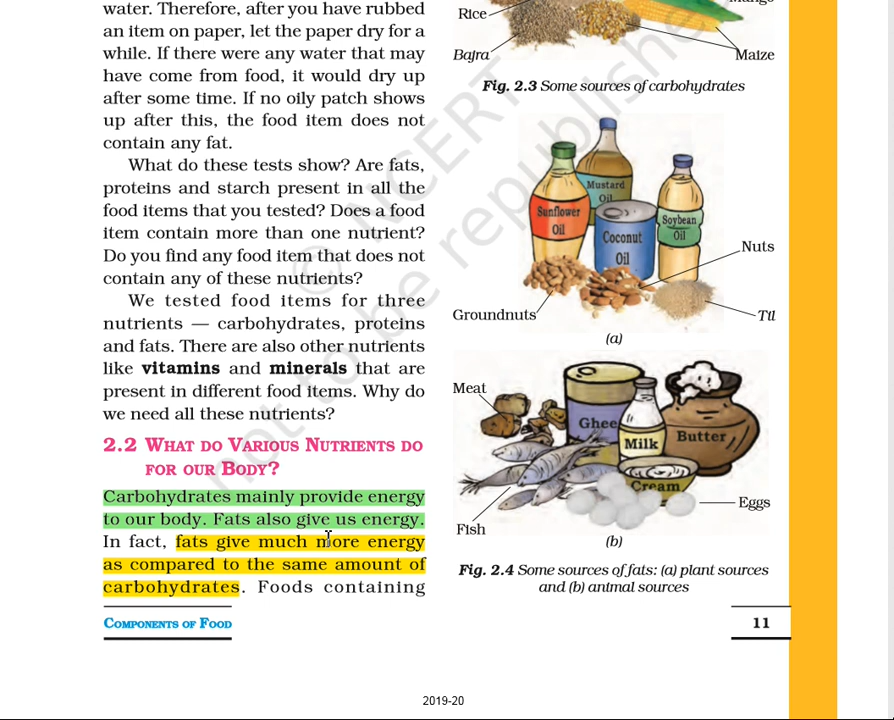 water. Therefore, after you have rubbed
an item on paper, let the paper dry for a
while. If there were any water that may
have come from food, it would dry up
after some time. If no oily patch shows
up after this, the food item does not
contain any fat.
What do these tests show? Are fats,
proteins and starch present in all the
food items that you tested? Does a food
item contain more than one nutrient?
Do you find any food item that does not
contain any of these nutrients?
We tested food items for three
nutrients — carbohydrates, proteins
and fats. There are also other nutrients
like vitamins and minerals that are
present in different food items. Why do
we need all these nutrients?
2.2 WHAT DO VARIOUS NUTRIENTS DO
FOR OUR BODY?
Carbohydrates mainly provide energy
to our body. Fats also give us energy.
In fact, fats give much more energy
as compared to the same amount of
carbohydrates. Foods containing
Rice
Bajra
Mango
Maize
Fig. 2.3 Some sources of carbohydrates
Mustard
Oil
Sunflower
Oil
Coconut
Oil
Soybean
Oil
Nuts
Groundnuts
Til
(a)
Meat
Ghee
Milk
Butter
Cream
Eggs
Fish
(b)
Fig. 2.4 Some sources of fats: (a) plant sources
and (b) animal sources
COMPONENTS OF FOOD
11
2019-20
© NCERT
not to be republished